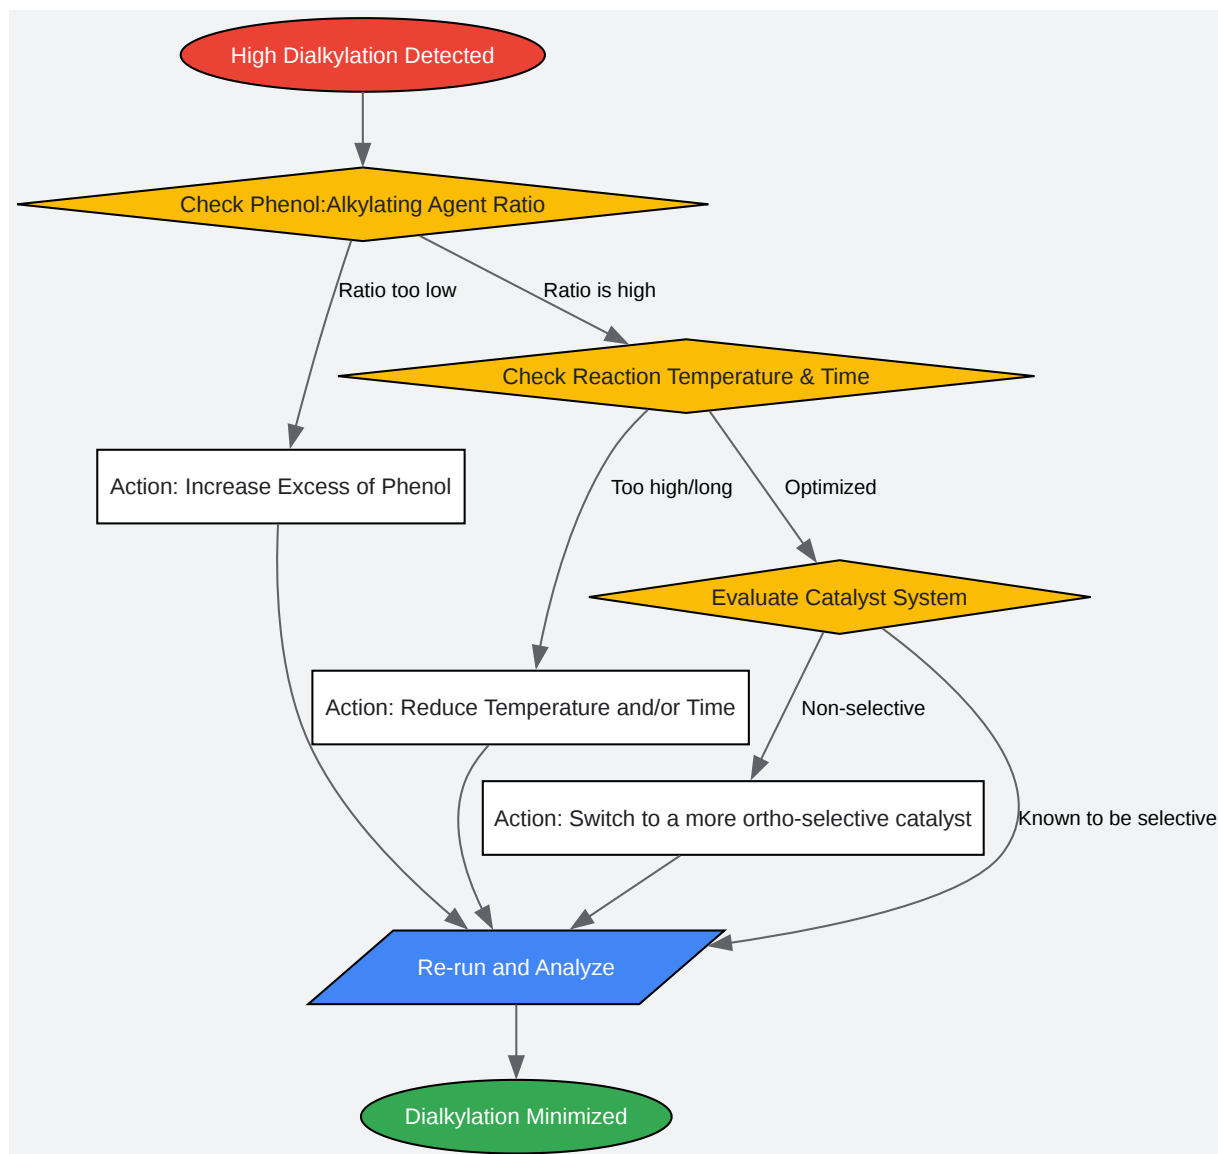 High Dialkylation Detected
Check Phenol:Alkylating Agent Ratio
Ratio too low
Ratio is high
Check Reaction Temperature & Time
Action: Increase Excess of Phenol
Too high/long
Optimized
Evaluate Catalyst System
Action: Reduce Temperature and/or Time
Non-selective
Action: Switch to a more ortho-selective catalyst
Known to be selective
Re-run and Analyze
Dialkylation Minimized